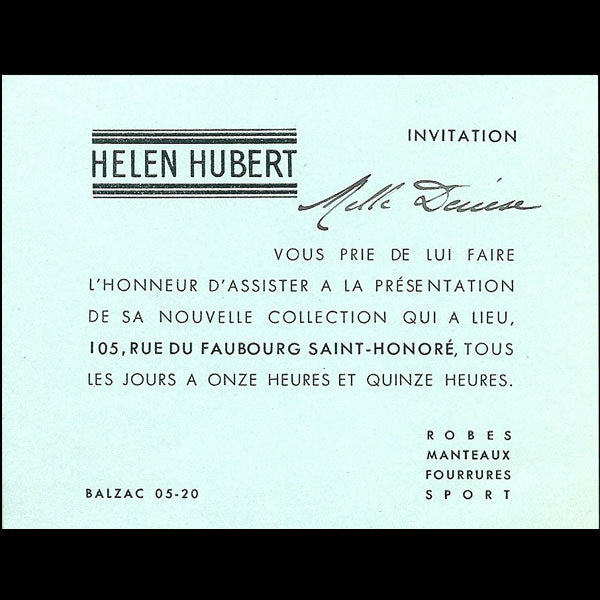 INVITATION
HELEN HUBERT
Melle Denise
VOUS PRIE DE LUI FAIRE
L'HONNEUR D'ASSISTER A LA PRÉSENTATION
DE SA NOUVELLE COLLECTION QUI A LIEU,
105, RUE DU FAUBOURG SAINT-HONORÉ, TOUS
LES JOURS A ONZE HEURES ET QUINZE HEURES.
ROBES
MANTEAUX
FOURRURES
SPORT
BALZAC 05-20